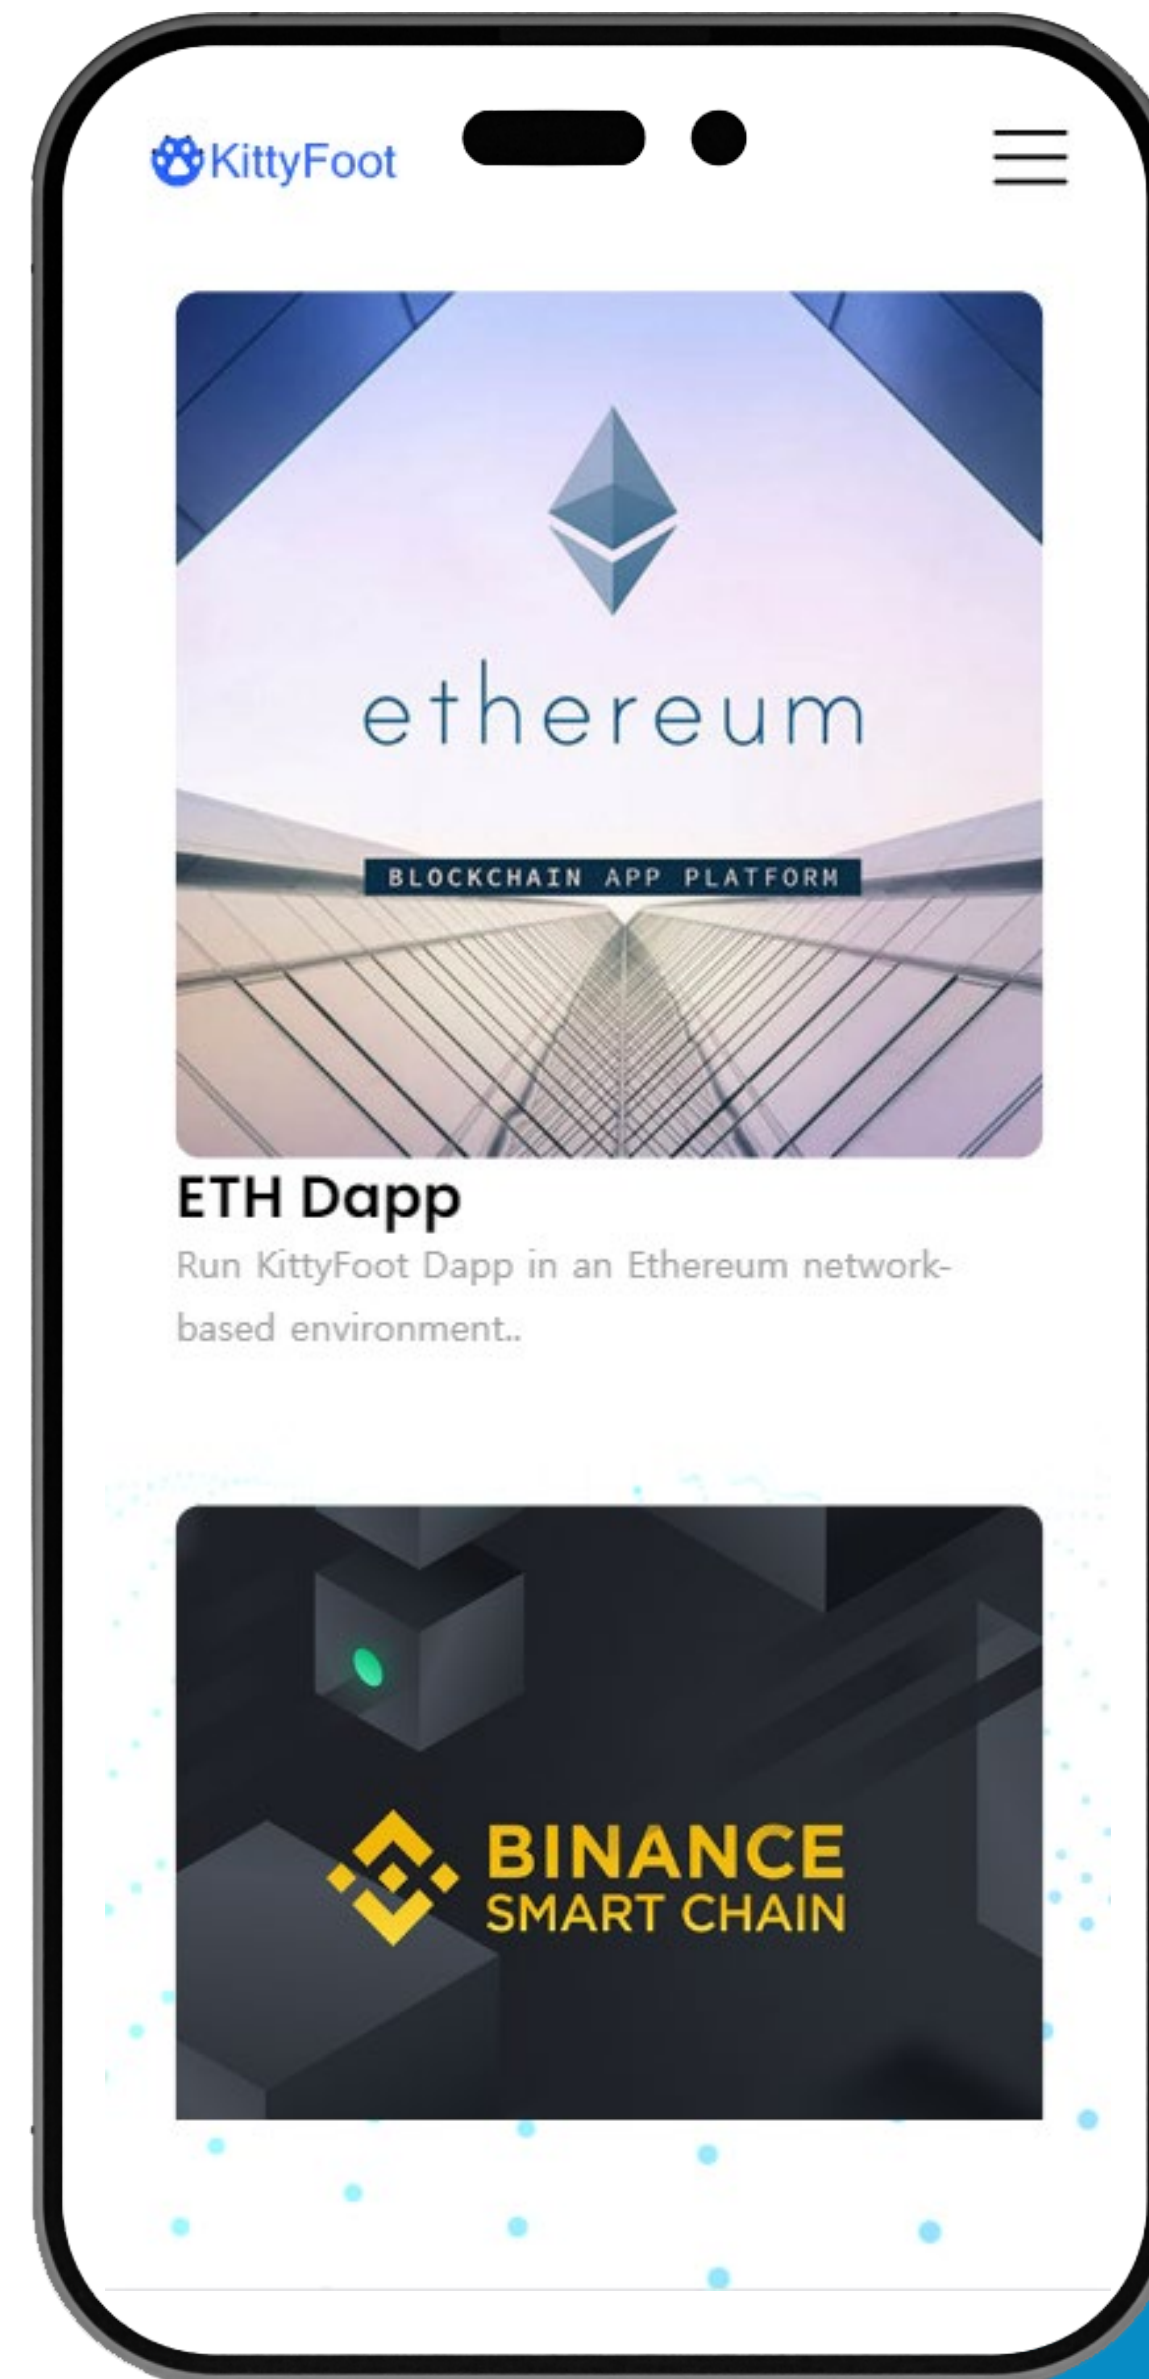 KittyFoot
ethereum
BLOCKCHAIN APP PLATFORM
ETH Dapp
Run KittyFoot Dapp in an Ethereum network-
based environment..
BINANCE
SMART CHAIN